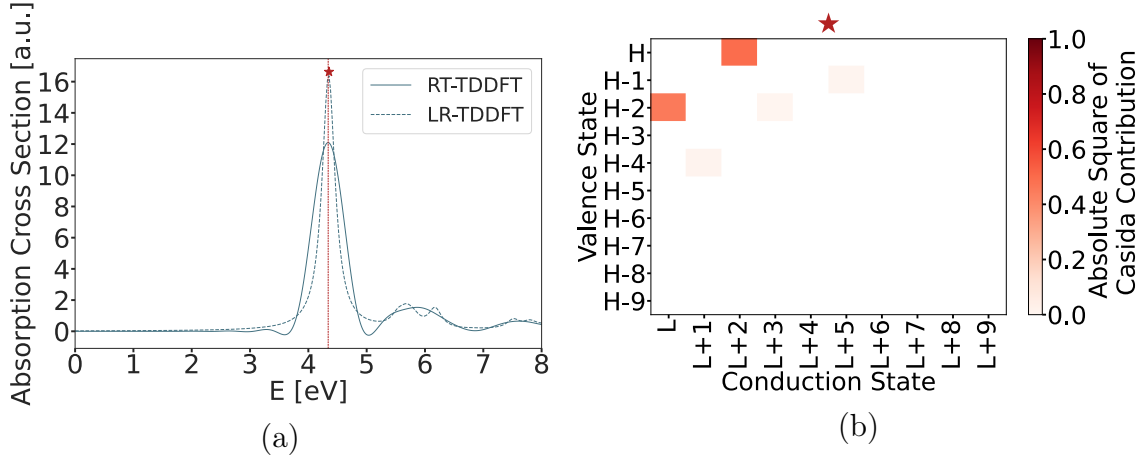 Absorption Cross Section [a.u.]
16
14
12
10
8
6
4
2
0
RT-TDDFT
LR-TDDFT
0 1 2 3 4 5 6 7 8
E [eV]
(a)
Valence State
H
H-1
H-2
H-3
H-4
H-5
H-6
H-7
H-8
H-9
L L+1 L+2 L+3 L+4 L+5 L+6 L+7 L+8 L+9
Conduction State
1.0
0.8
0.6
0.4
0.2
0.0
Absolute Square of
Casida Contribution
(b)